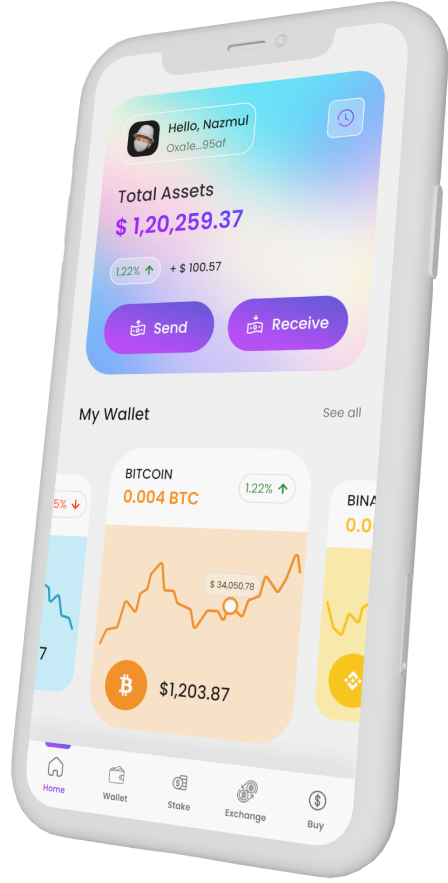 Hello, Nazmul
0xa1e...95af
Total Assets
$ 1,20,259.37
1.22%
+ $ 100.57
Send
Receive
My Wallet
See all
BITCOIN
0.004 BTC
1.22%
5%
BINA
0.0
$ 34,050.78
7
$1,203.87
Home
Wallet
Stake
Exchange
Buy